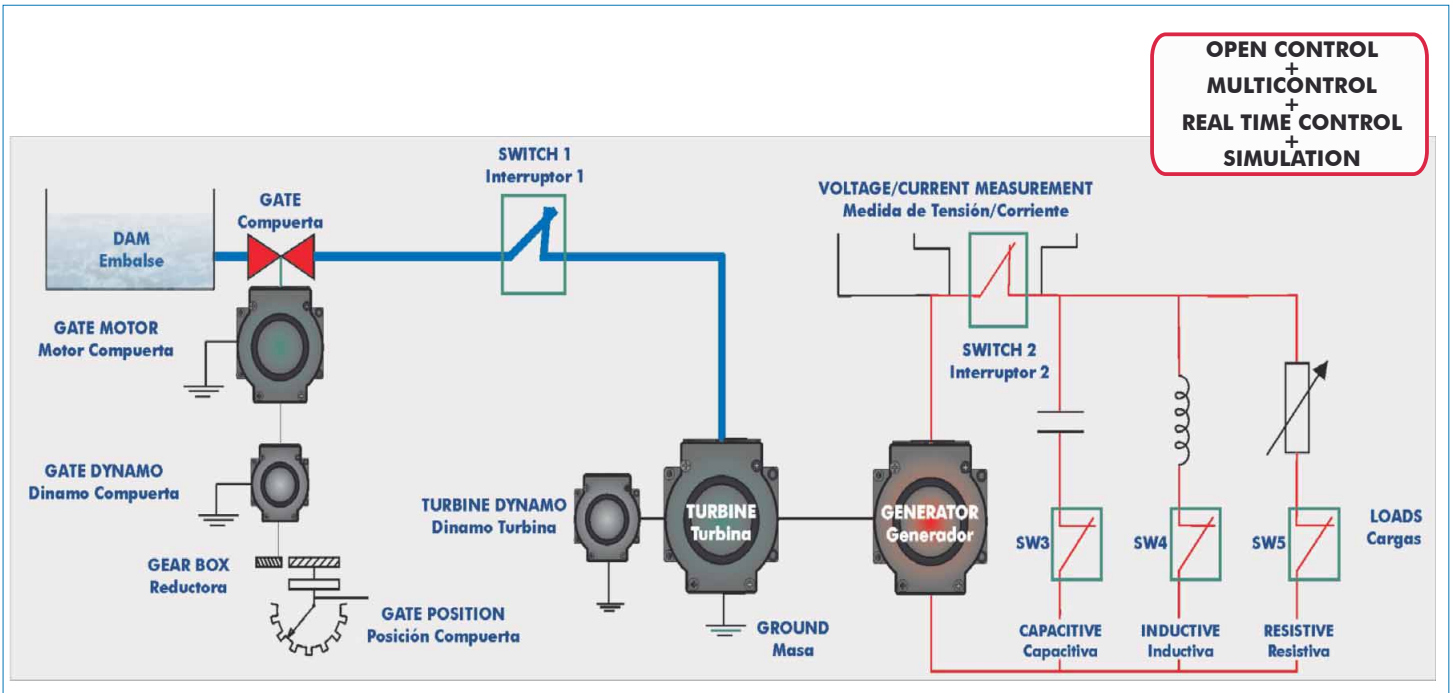 OPEN CONTROL
+
MULTICONTROL
+
REAL TIME CONTROL
+
SIMULATION
SWITCH 1
Interruptor 1
GATE
Compuerta
VOLTAGE/CURRENT MEASUREMENT
Medida de Tensión/Corriente
DAM
Embalse
GATE MOTOR
Motor Compuerta
SWITCH 2
Interruptor 2
GATE DYNAMO
Dinamo Compuerta
TURBINE DYNAMO
Dinamo Turbina
TURBINE
Turbina
GENERATOR
Generador
SW3
SW4
SW5
LOADS
Cargas
GEAR BOX
Reductora
GATE POSITION
Posición Compuerta
GROUND
Masa
CAPACITIVE
Capacitiva
INDUCTIVE
Inductiva
RESISTIVE
Resistiva